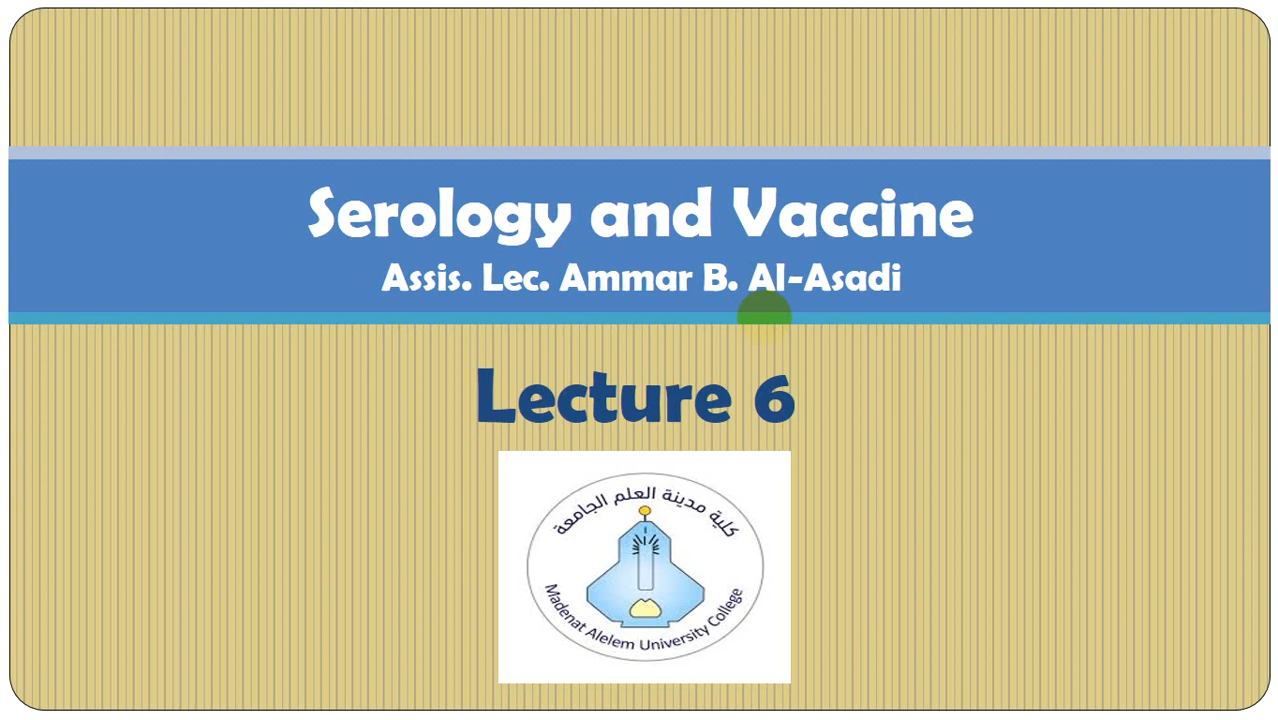 Serology and Vaccine
Assis. Lec. Ammar B. Al-Asadi
Lecture 6
كلية مدينة العلم الجامعة
Madenat Alelem University College